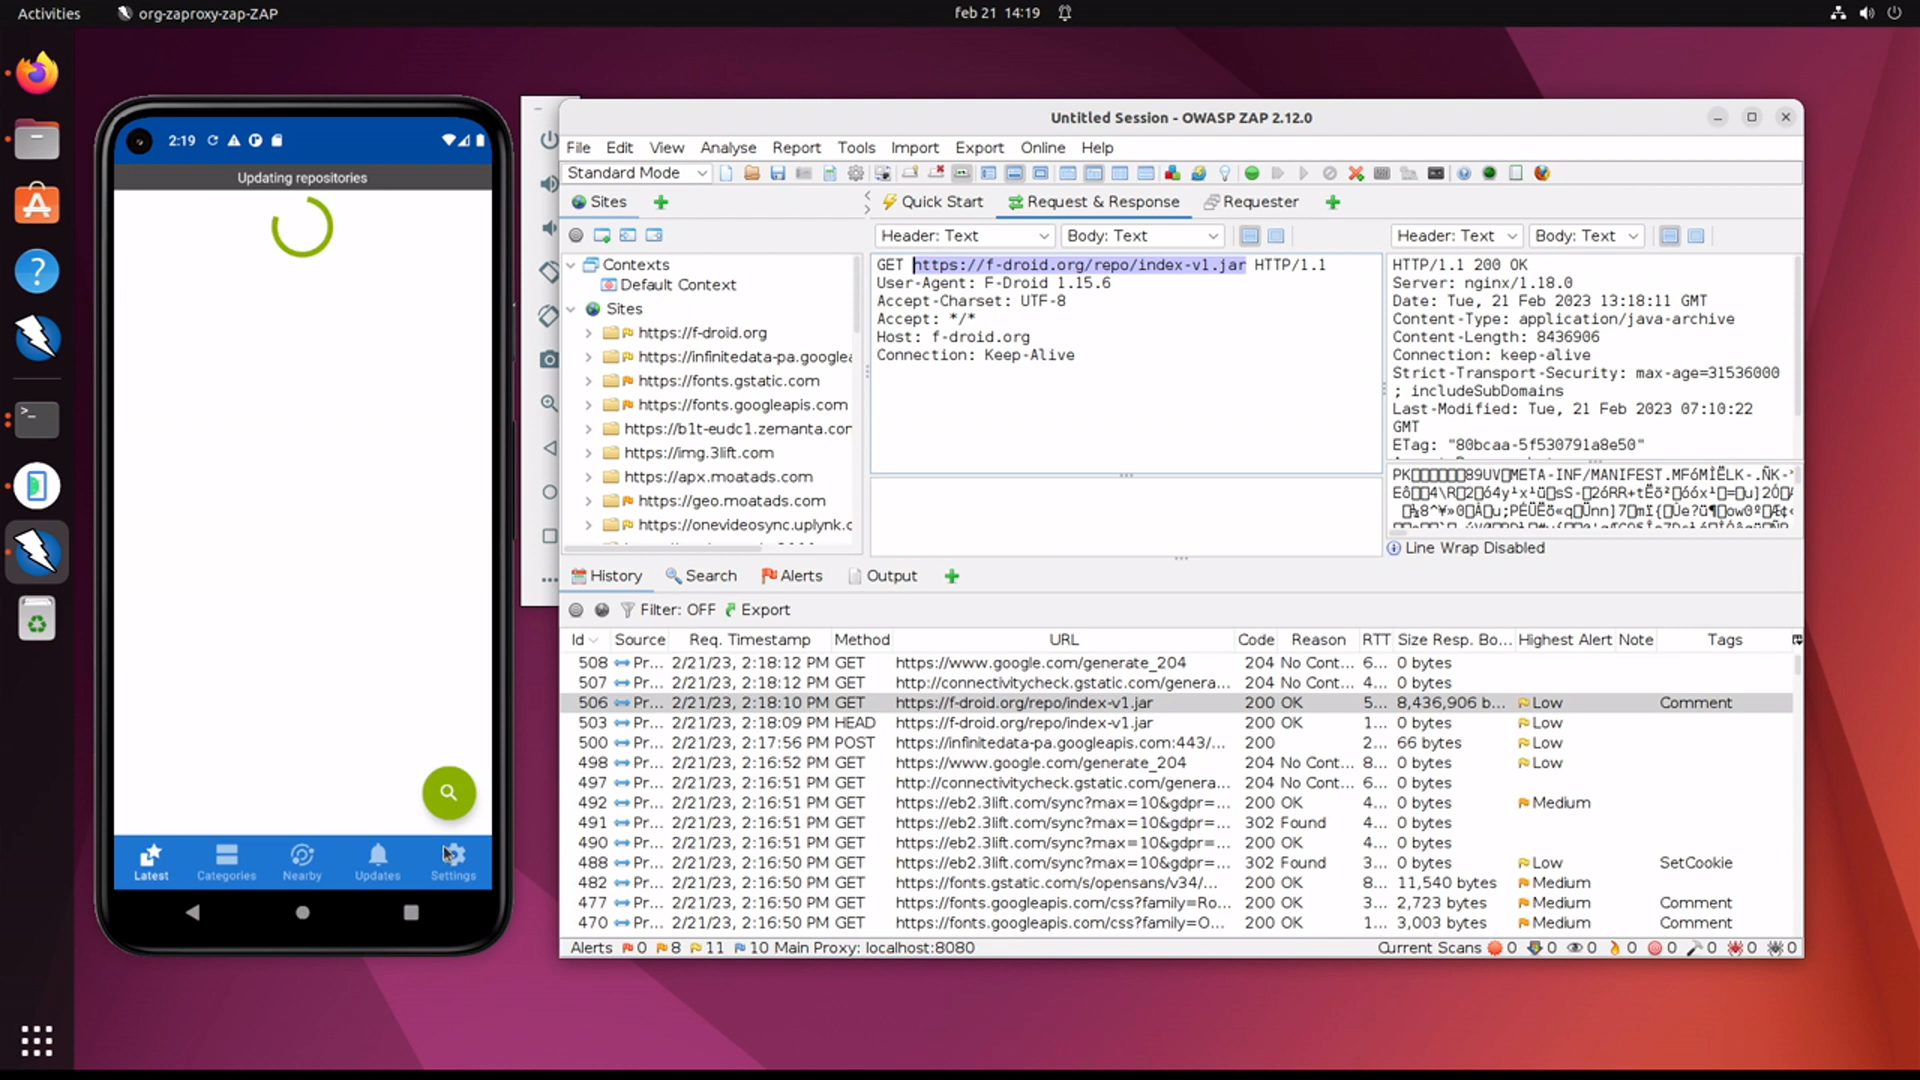 Activities
org-zaproxy-zap-ZAP
feb 21 14:19
2:19
Updating repositories
Latest
Categories
Nearby
Updates
Settings
Untitled Session - OWASP ZAP 2.12.0
File Edit View Analyse Report Tools Import Export Online Help
Standard Mode
Sites
Quick Start
Request & Response
Requester
Header: Text
Body: Text
Header: Text
Body: Text
Contexts
Default Context
Sites
https://f-droid.org
https://infinitedata-pa.googlea
https://fonts.gstatic.com
https://fonts.googleapis.com
https://b1t-eudc1.zemanta.con
https://img.3lift.com
https://apx.moatads.com
https://geo.moatads.com
https://onevideosync.uplynk.c
GET https://f-droid.org/repo/index-v1.jar HTTP/1.1
User-Agent: F-Droid 1.15.6
Accept-Charset: UTF-8
Accept: */*
Host: f-droid.org
Connection: Keep-Alive
HTTP/1.1 200 OK
Server: nginx/1.18.0
Date: Tue, 21 Feb 2023 13:18:11 GMT
Content-Type: application/java-archive
Content-Length: 8436906
Connection: keep-alive
Strict-Transport-Security: max-age=31536000
; includeSubDomains
Last-Modified: Tue, 21 Feb 2023 07:10:22
GMT
ETag: "80bcaa-5f530791a8e50"
Line Wrap Disabled
History
Search
Alerts
Output
Filter: OFF
Export
Id Source Req. Timestamp Method URL Code Reason RTT Size Resp. Bo... Highest Alert Note Tags
508 Pr... 2/21/23, 2:18:12 PM GET https://www.google.com/generate_204 204 No Cont... 6... 0 bytes
507 Pr... 2/21/23, 2:18:12 PM GET http://connectivitycheck.gstatic.com/genera... 204 No Cont... 4... 0 bytes
506 Pr... 2/21/23, 2:18:10 PM GET https://f-droid.org/repo/index-v1.jar 200 OK 5... 8,436,906 b... Low Comment
503 Pr... 2/21/23, 2:18:09 PM HEAD https://f-droid.org/repo/index-v1.jar 200 OK 1... 0 bytes Low
500 Pr... 2/21/23, 2:17:56 PM POST https://infinitedata-pa.googleapis.com:443/... 200 2... 66 bytes Low
498 Pr... 2/21/23, 2:16:52 PM GET https://www.google.com/generate_204 204 No Cont... 8... 0 bytes Low
497 Pr... 2/21/23, 2:16:51 PM GET http://connectivitycheck.gstatic.com/genera... 204 No Cont... 4... 0 bytes
492 Pr... 2/21/23, 2:16:51 PM GET https://eb2.3lift.com/sync?max=10&gdpr=... 200 OK 4... 0 bytes Medium
491 Pr... 2/21/23, 2:16:51 PM GET https://eb2.3lift.com/sync?max=10&gdpr=... 302 Found 4... 0 bytes
490 Pr... 2/21/23, 2:16:51 PM GET https://eb2.3lift.com/sync?max=10&gdpr=... 200 OK 4... 0 bytes
488 Pr... 2/21/23, 2:16:50 PM GET https://eb2.3lift.com/sync?max=10&gdpr=... 302 Found 3... 0 bytes Low SetCookie
482 Pr... 2/21/23, 2:16:50 PM GET https://fonts.gstatic.com/s/opensans/v34/... 200 OK 8... 11,540 bytes Medium
477 Pr... 2/21/23, 2:16:50 PM GET https://fonts.googleapis.com/css?family=Ro... 200 OK 3... 2,723 bytes Medium Comment
470 Pr... 2/21/23, 2:16:50 PM GET https://fonts.googleapis.com/css?family=O... 200 OK 1... 3,003 bytes Medium Comment
Alerts 0 8 11 10 Main Proxy: localhost:8080
Current Scans 0 0 0 0 0 0 0 0